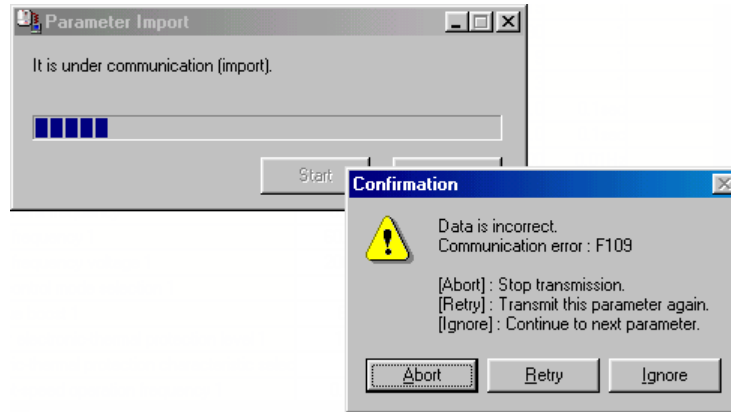 Parameter Import
It is under communication (import).
Start
Confirmation
Data is incorrect.
Communication error : F109
[Abort] : Stop transmission.
[Retry] : Transmit this parameter again.
[Ignore] : Continue to next parameter.
Abort
Retry
Ignore